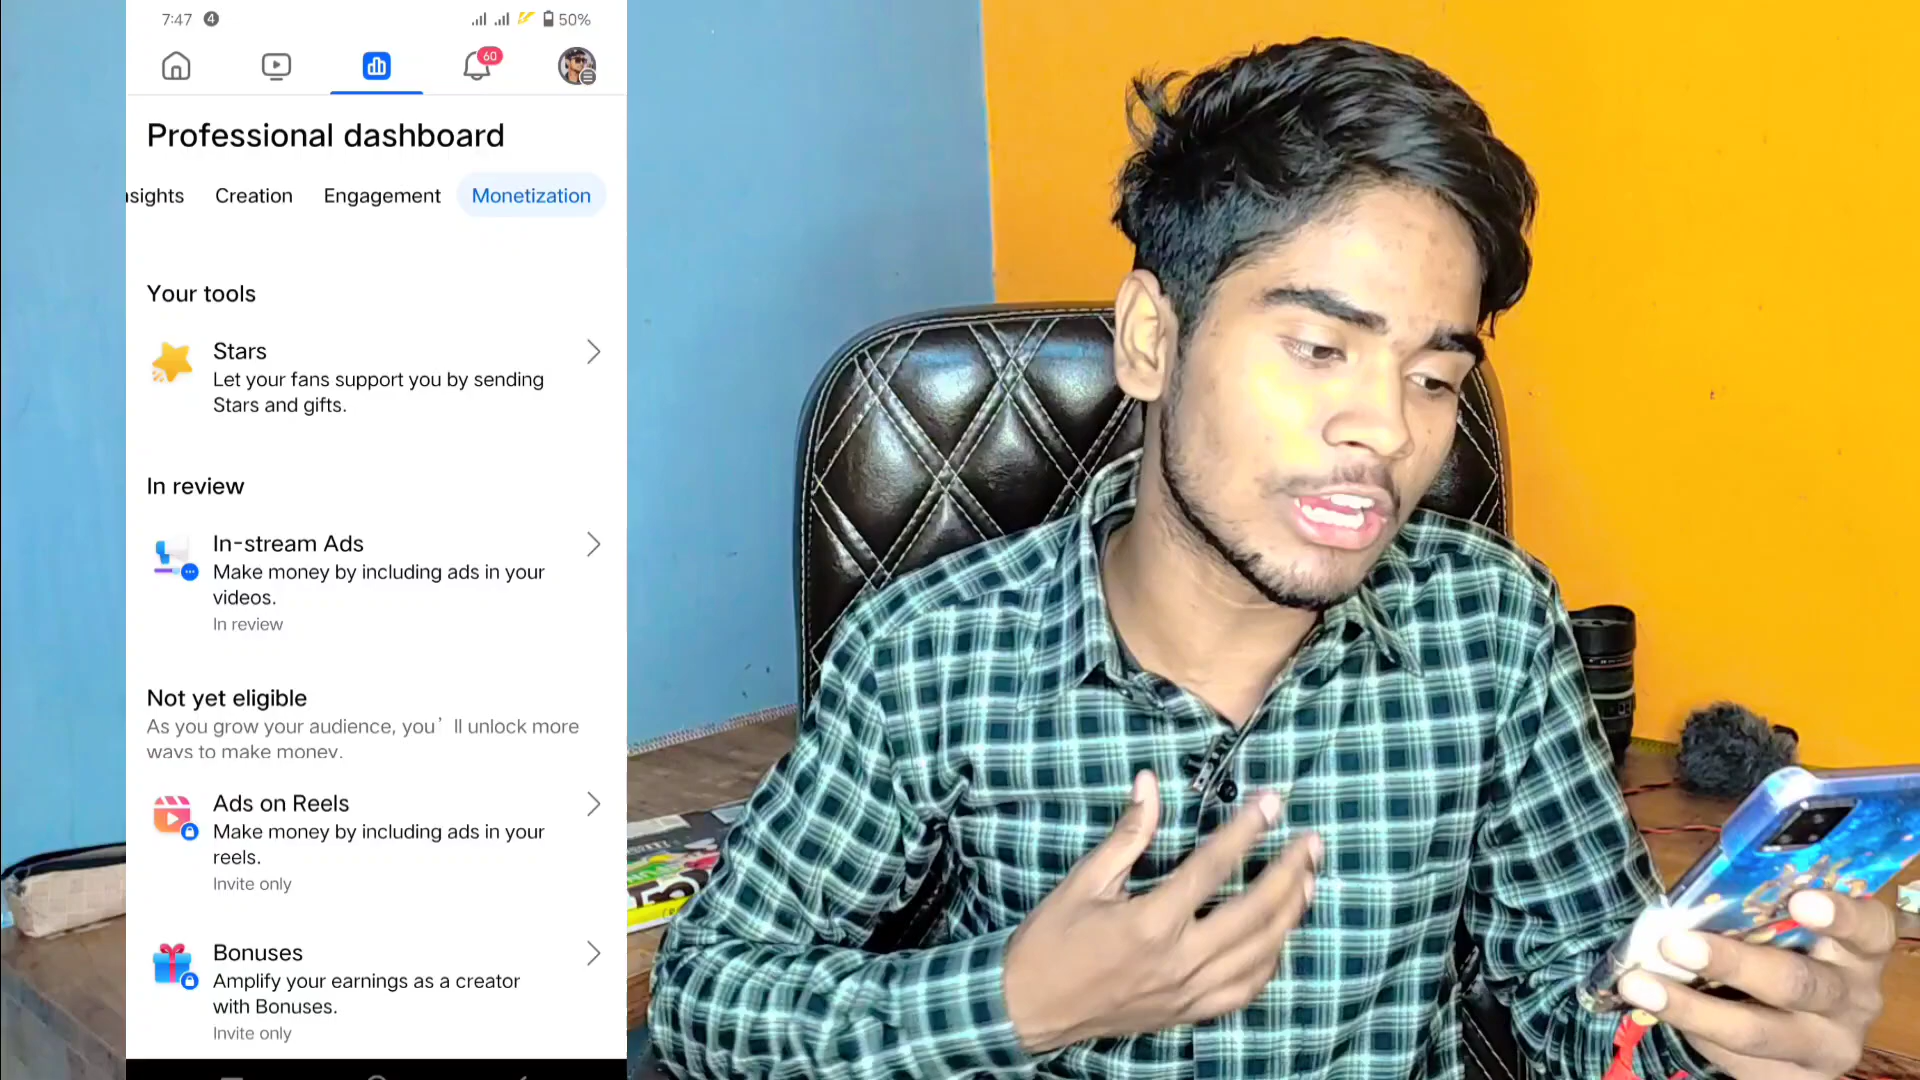 7:47 4 50%
60
Professional dashboard
nsights Creation Engagement Monetization
Your tools
Stars
Let your fans support you by sending
Stars and gifts.
In review
In-stream Ads
Make money by including ads in your
videos.
In review
Not yet eligible
As you grow your audience, you’ll unlock more
ways to make money.
Ads on Reels
Make money by including ads in your
reels.
Invite only
Bonuses
Amplify your earnings as a creator
with Bonuses.
Invite only